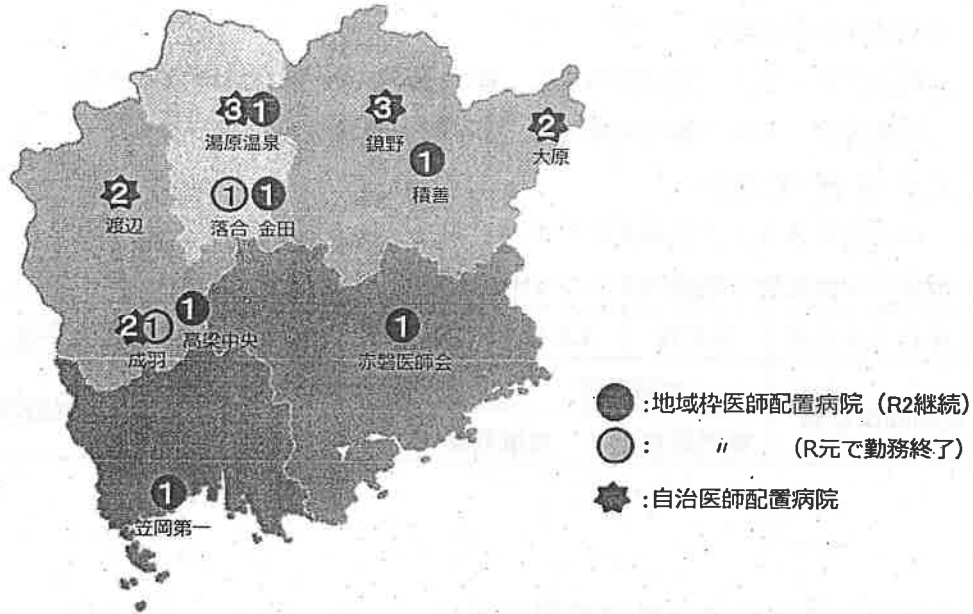 3 1
湯原温泉
3
鏡野
2
大原
1
積善
2
渡辺
1 1
落合 金田
2 1
成羽
1
高梁中央
1
赤磐医師会
1
笠岡第一
:地域枠医師配置病院(R2継続)
: 〃 (R元で勤務終了)
:自治医師配置病院